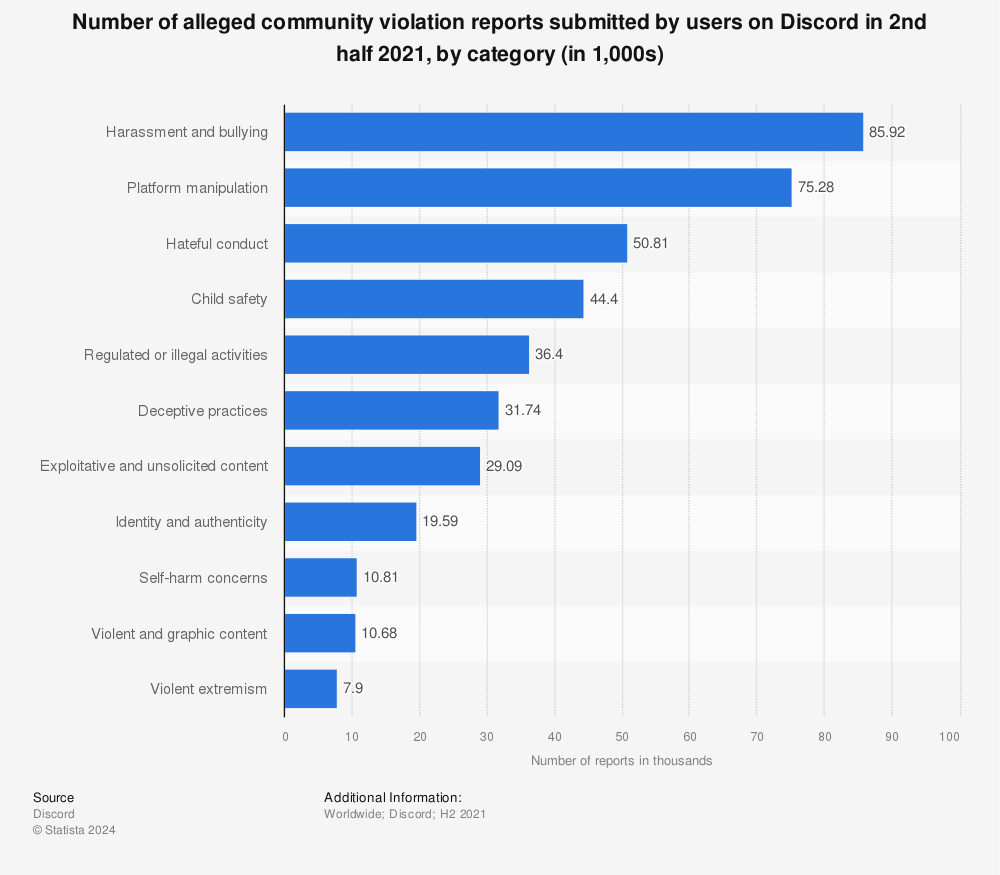 Number of alleged community violation reports submitted by users on Discord in 2nd
half 2021, by category (in 1,000s)
Harassment and bullying 85.92
Platform manipulation 75.28
Hateful conduct 50.81
Child safety 44.4
Regulated or illegal activities 36.4
Deceptive practices 31.74
Exploitative and unsolicited content 29.09
Identity and authenticity 19.59
Self-harm concerns 10.81
Violent and graphic content 10.68
Violent extremism 7.9
0 10 20 30 40 50 60 70 80 90 100
Number of reports in thousands
Source
Discord
© Statista 2024
Additional Information:
Worldwide; Discord; H2 2021